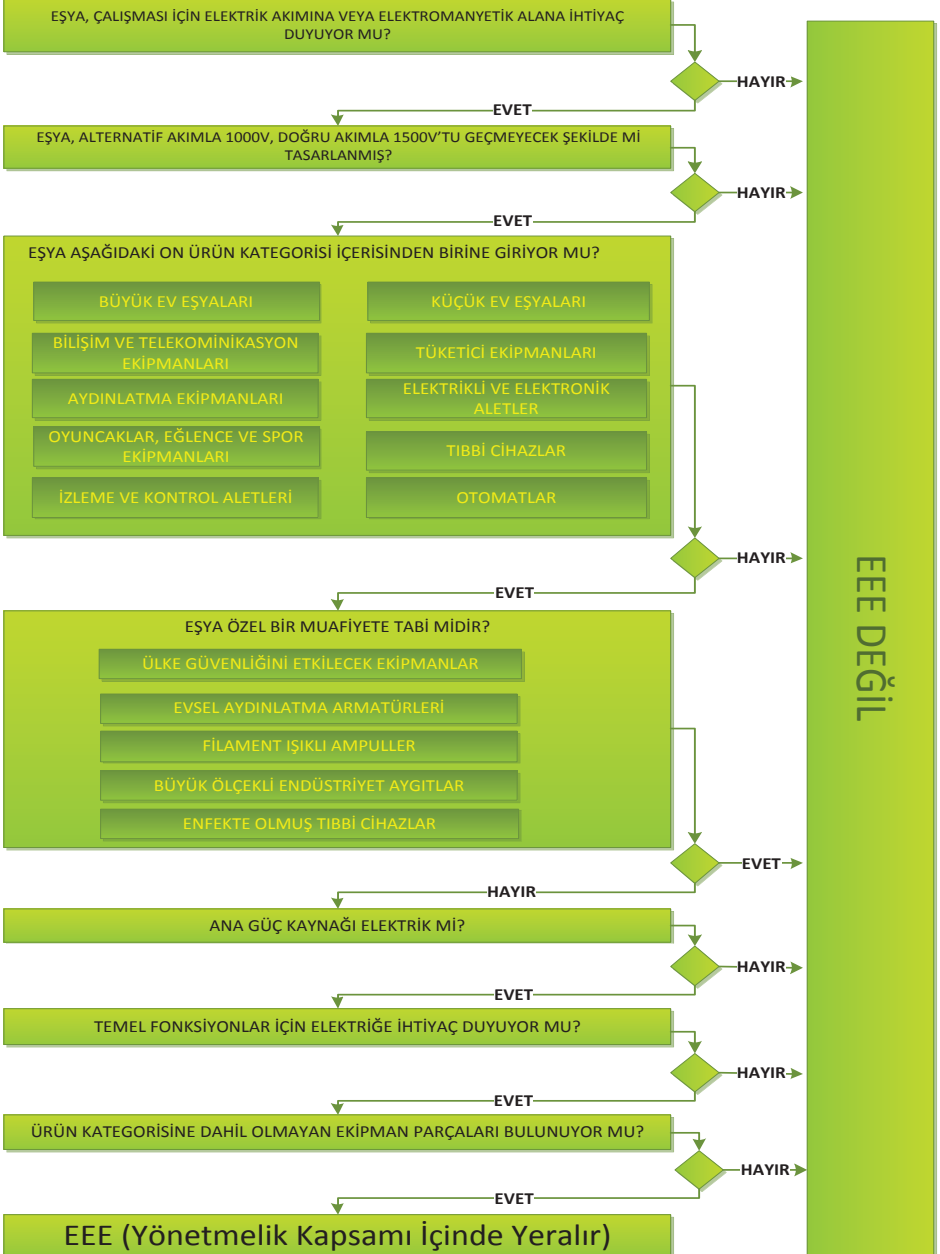 EŞYA, ÇALIŞMASI İÇİN ELEKTRİK AKIMINA VEYA ELEKTROMANYETİK ALANA İHTİYAÇ
DUYUYOR MU?
HAYIR
EVET
EŞYA, ALTERNATİF AKIMLA 1000V, DOĞRU AKIMLA 1500V'TU GEÇMEYECEK ŞEKİLDE Mİ
TASARLANMIŞ?
HAYIR
EVET
EŞYA AŞAĞIDAKİ ON ÜRÜN KATEGORİSİ İÇERİSİNDEN BİRİNE GİRİYOR MU?
BÜYÜK EV EŞYALARI
KÜÇÜK EV EŞYALARI
BİLİŞİM VE TELEKOMİNİKASYON
EKİPMANLARI
TÜKETİCİ EKİPMANLARI
AYDINLATMA EKİPMANLARI
ELEKTRİKLİ VE ELEKTRONİK
ALETLER
OYUNCAKLAR, EĞLENCE VE SPOR
EKİPMANLARI
TIBBİ CİHAZLAR
İZLEME VE KONTROL ALETLERİ
OTOMATLAR
HAYIR
EVET
EŞYA ÖZEL BİR MUAFİYETE TABİ MİDİR?
ÜLKE GÜVENLİĞİNİ ETKİLECEK EKİPMANLAR
EVSEL AYDINLATMA ARMATÜRLERİ
FİLAMENT IŞIKLI AMPULLER
BÜYÜK ÖLÇEKLİ ENDÜSTRİYET AYGITLAR
ENFEKTE OLMUŞ TIBBİ CİHAZLAR
EVET
HAYIR
ANA GÜÇ KAYNAĞI ELEKTRİK Mİ?
HAYIR
EVET
TEMEL FONKSİYONLAR İÇİN ELEKTRİĞE İHTİYAÇ DUYUYOR MU?
HAYIR
EVET
ÜRÜN KATEGORİSİNE DAHİL OLMAYAN EKİPMAN PARÇALARI BULUNUYOR MU?
HAYIR
EVET
EEE (Yönetmelik Kapsamı İçinde Yeralır)
EEE DEĞİL